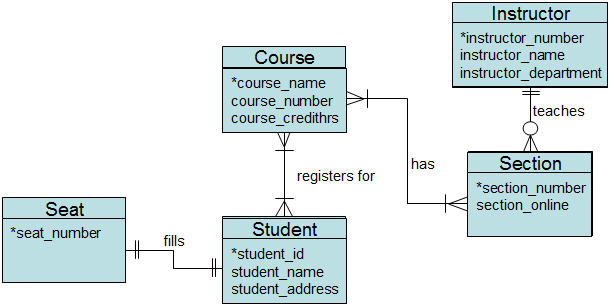 Instructor
*instructor_number
instructor_name
instructor_department
teaches
Course
*course_name
course_number
course_credithrs
has
Section
*section_number
section_online
registers for
Seat
*seat_number
fills
Student
*student_id
student_name
student_address